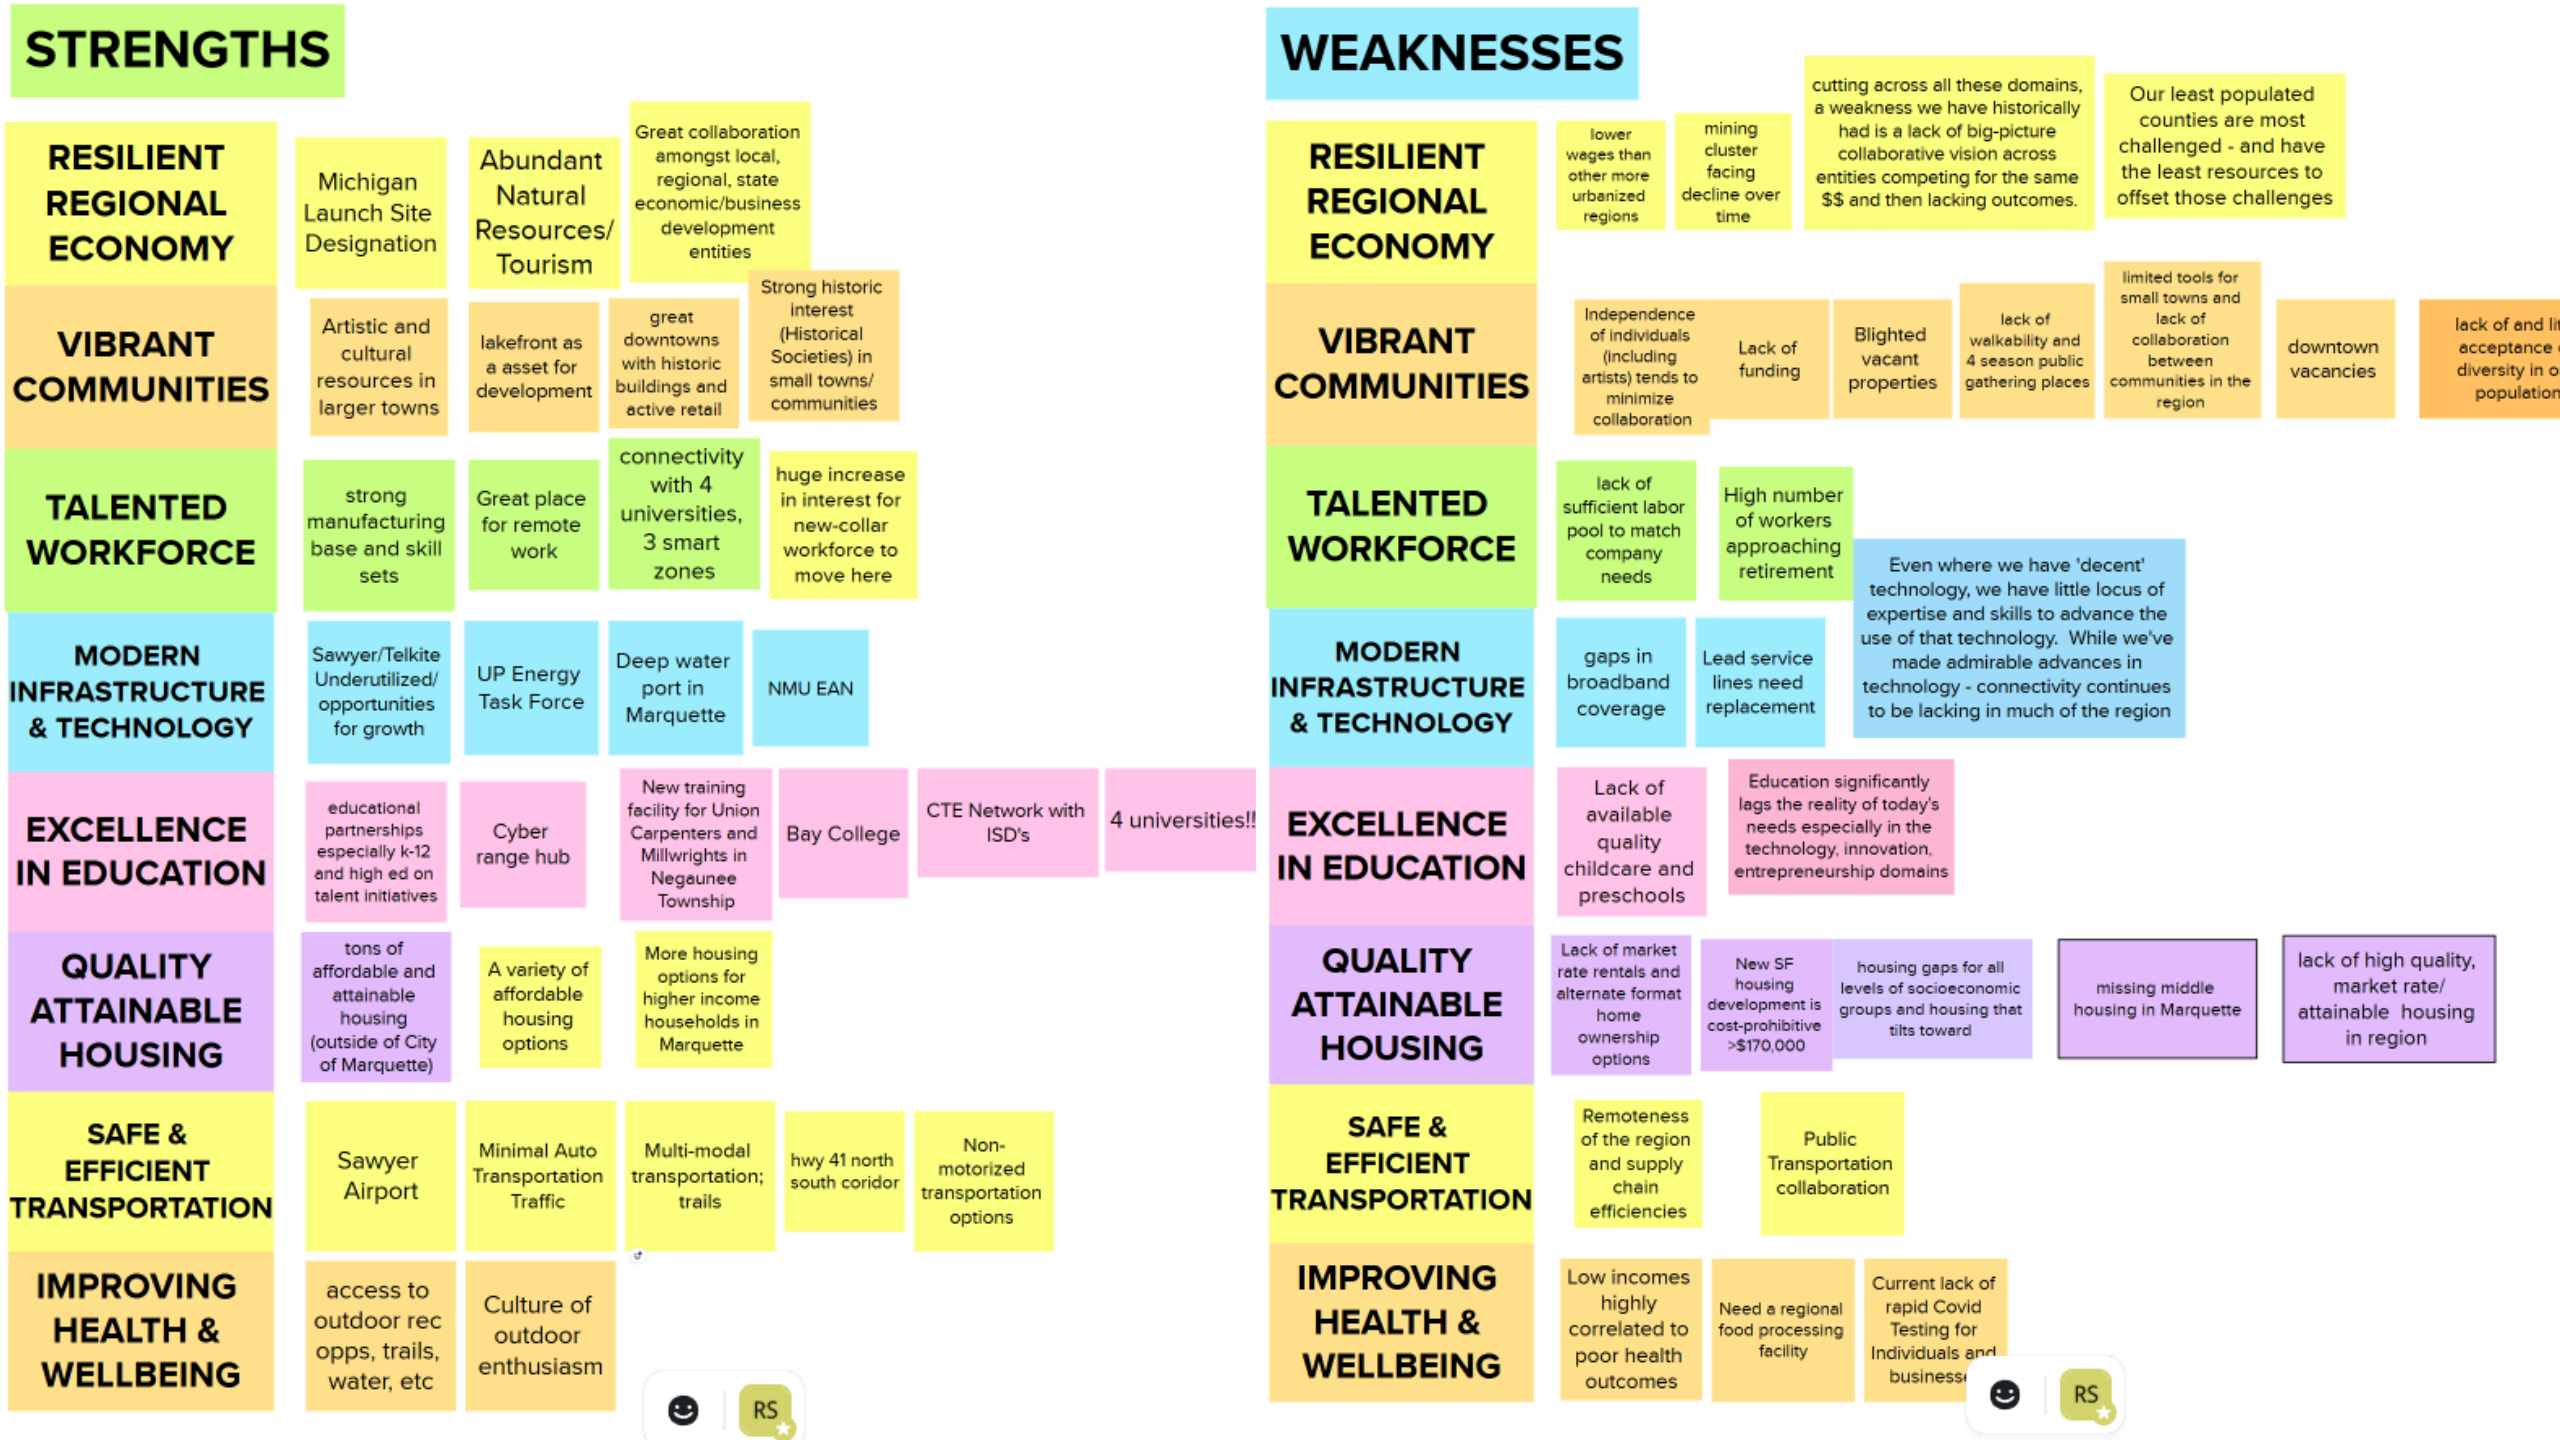 STRENGTHS
RESILIENT
REGIONAL
ECONOMY
Michigan
Launch Site
Designation
Abundant
Natural
Resources/
Tourism
Great collaboration
amongst local,
regional, state
economic/business
development
entities
VIBRANT
COMMUNITIES
Artistic and
cultural
resources in
larger towns
lakefront as
a asset for
development
great
downtowns
with historic
buildings and
active retail
Strong historic
interest
(Historical
Societies) in
small towns/
communities
TALENTED
WORKFORCE
strong
manufacturing
base and skill
sets
Great place
for remote
work
connectivity
with 4
universities,
3 smart
zones
huge increase
in interest for
new-collar
workforce to
move here
MODERN
INFRASTRUCTURE
& TECHNOLOGY
Sawyer/Telkite
Underutilized/
opportunities
for growth
UP Energy
Task Force
Deep water
port in
Marquette
NMU EAN
EXCELLENCE
IN EDUCATION
educational
partnerships
especially k-12
and high ed on
talent initiatives
Cyber
range hub
New training
facility for Union
Carpenters and
Millwrights in
Negaunee
Township
Bay College
CTE Network with
ISD's
4 universities!!
QUALITY
ATTAINABLE
HOUSING
tons of
affordable and
attainable
housing
(outside of City
of Marquette)
A variety of
affordable
housing
options
More housing
options for
higher income
households in
Marquette
SAFE &
EFFICIENT
TRANSPORTATION
Sawyer
Airport
Minimal Auto
Transportation
Traffic
Multi-modal
transportation;
trails
hwy 41 north
south coridor
Non-
motorized
transportation
options
IMPROVING
HEALTH &
WELLBEING
access to
outdoor rec
opps, trails,
water, etc
Culture of
outdoor
enthusiasm
RS
WEAKNESSES
RESILIENT
REGIONAL
ECONOMY
lower
wages than
other more
urbanized
regions
mining
cluster
facing
decline over
time
cutting across all these domains,
a weakness we have historically
had is a lack of big-picture
collaborative vision across
entities competing for the same
$$ and then lacking outcomes.
Our least populated
counties are most
challenged - and have
the least resources to
offset those challenges
VIBRANT
COMMUNITIES
Independence
of individuals
(including
artists) tends to
minimize
collaboration
Lack of
funding
Blighted
vacant
properties
lack of
walkability and
4 season public
gathering places
limited tools for
small towns and
lack of
collaboration
between
communities in the
region
downtown
vacancies
lack of and
acceptance
diversity in
population
TALENTED
WORKFORCE
lack of
sufficient labor
pool to match
company
needs
High number
of workers
approaching
retirement
MODERN
INFRASTRUCTURE
& TECHNOLOGY
gaps in
broadband
coverage
Lead service
lines need
replacement
Even where we have 'decent'
technology, we have little locus of
expertise and skills to advance the
use of that technology. While we've
made admirable advances in
technology - connectivity continues
to be lacking in much of the region
EXCELLENCE
IN EDUCATION
Lack of
available
quality
childcare and
preschools
Education significantly
lags the reality of today's
needs especially in the
technology, innovation,
entrepreneurship domains
QUALITY
ATTAINABLE
HOUSING
Lack of market
rate rentals and
alternate format
home
ownership
options
New SF
housing
development is
cost-prohibitive
>$170,000
housing gaps for all
levels of socioeconomic
groups and housing that
tilts toward
missing middle
housing in Marquette
lack of high quality,
market rate/
attainable housing
in region
SAFE &
EFFICIENT
TRANSPORTATION
Remoteness
of the region
and supply
chain
efficiencies
Public
Transportation
collaboration
IMPROVING
HEALTH &
WELLBEING
Low incomes
highly
correlated to
poor health
outcomes
Need a regional
food processing
facility
Current lack of
rapid Covid
Testing for
Individuals and
RS